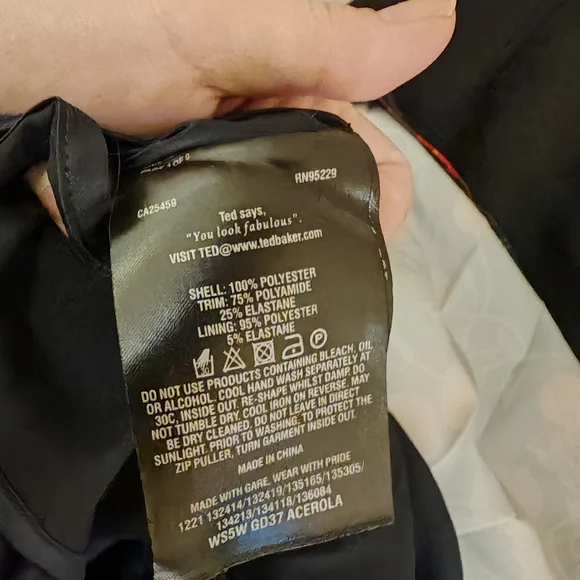 OF 9
RN95229
CA25459
Ted says,
"You look fabulous".
VISIT TED@www.tedbaker.com
SHELL: 100% POLYESTER
TRIM: 75% POLYAMIDE
25% ELASTANE
LINING: 95% POLYESTER
5% ELASTANE
DO NOT USE PRODUCTS CONTAINING BLEACH, OIL
OR ALCOHOL. COOL HAND WASH SEPARATELY AT
30C, INSIDE OUT. RE-SHAPE WHILST DAMP. DO
NOT TUMBLE DRY. COOL IRON ON REVERSE. MAY
BE DRY CLEANED. DO NOT LEAVE IN DIRECT
SUNLIGHT. PRIOR TO WASHING, TO PROTECT THE
ZIP PULLER, TURN GARMENT INSIDE OUT.
MADE IN CHINA
MADE WITH CARE, WEAR WITH PRIDE
1221 132414/132419/135165/135305/
134213/134118/136084
WS5W GD37 ACEROLA